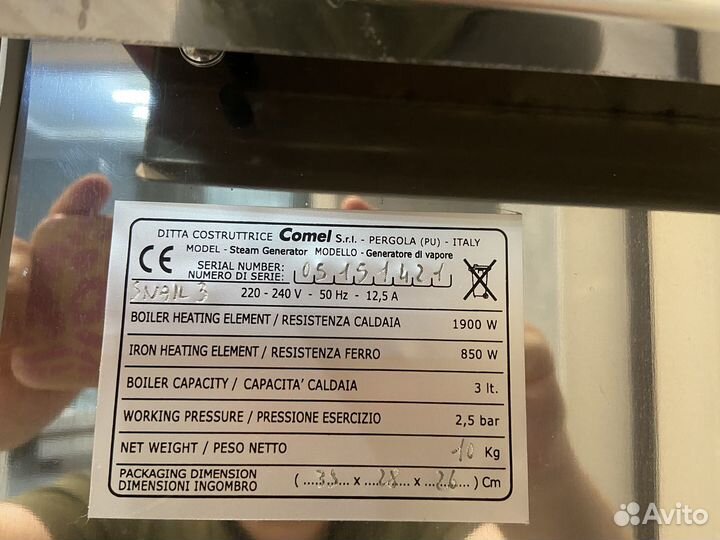 DITTA COSTRUTTRICE Comel S.r.l. - PERGOLA (PU) - ITALY
MODEL - Steam Generator MODELLO - Generatore di vapore
CE SERIAL NUMBER: 05151421
NUMERO DI SERIE:
SNAIL 3 220 - 240 V - 50 Hz - 12,5 A
BOILER HEATING ELEMENT / RESISTENZA CALDAIA 1900 W
IRON HEATING ELEMENT / RESISTENZA FERRO 850 W
BOILER CAPACITY / CAPACITA' CALDAIA 3 lt.
WORKING PRESSURE / PRESSIONE ESERCIZIO 2,5 bar
NET WEIGHT / PESO NETTO 10 Kg
PACKAGING DIMENSION
DIMENSIONI INGOMBRO (...... x 28 x 26) Cm
Avito